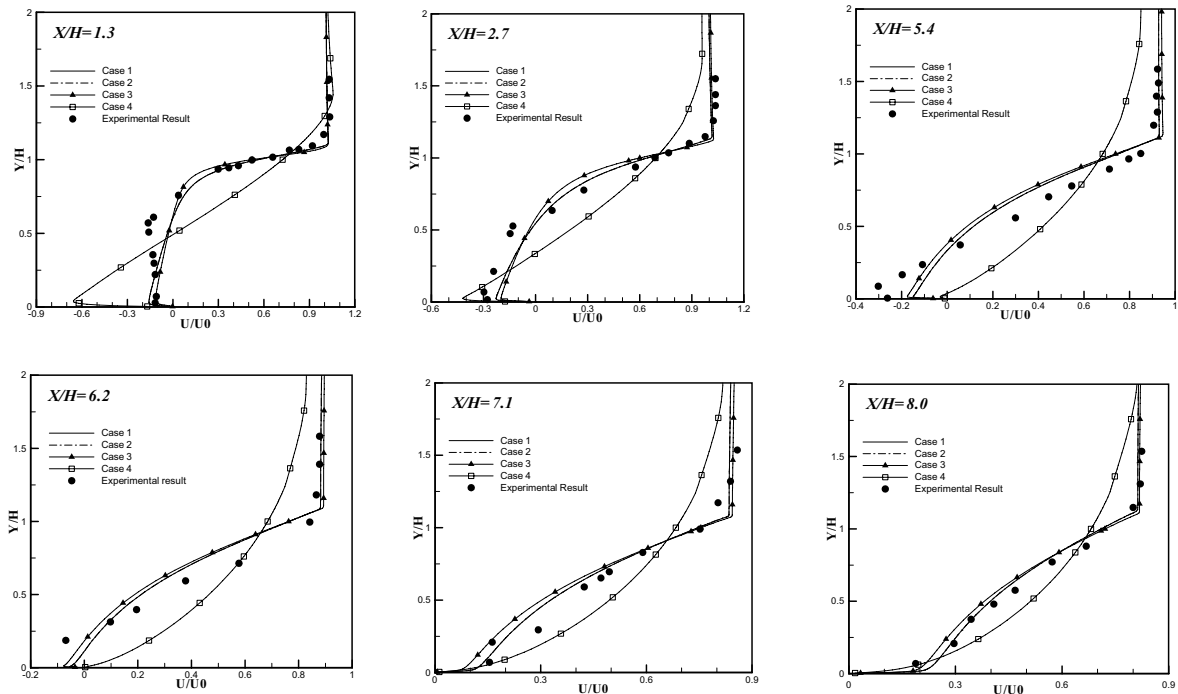 X/H=1.3
Case 1
Case 2
Case 3
Case 4
Experimental Result
Y/H
2
1.5
1
0.5
0
-0.9 -0.6 -0.3 0 0.3 0.6 0.9 1.2
U/U0
X/H=2.7
Case 1
Case 2
Case 3
Case 4
Experimental Result
Y/H
2
1.5
1
0.5
0
-0.9 -0.6 -0.3 0 0.3 0.6 0.9 1.2
U/U0
X/H=5.4
Case 1
Case 2
Case 3
Case 4
Experimental Result
Y/H
2
1.5
1
0.5
0
-0.4 -0.2 0 0.2 0.4 0.6 0.8 1
U/U0
X/H=6.2
Case 1
Case 2
Case 3
Case 4
Experimental result
Y/H
2
1.5
1
0.5
0
-0.2 0 0.2 0.4 0.6 0.8 1
U/U0
X/H=7.1
Case 1
Case 2
Case 3
Case 4
Experimental Result
Y/H
2
1.5
1
0.5
0
0 0.3 0.6 0.9
U/U0
X/H=8.0
Case 1
Case 2
Case 3
Case 4
Experimental Result
Y/H
2
1.5
1
0.5
0
0 0.3 0.6 0.9
U/U0